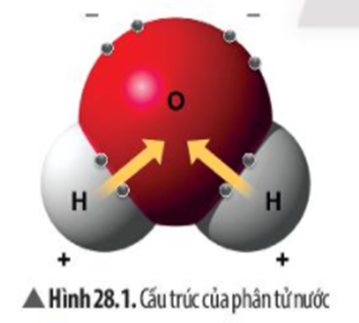 − −
O
H H
+ +
▲ Hình 28.1. Cấu trúc của phân tử nước